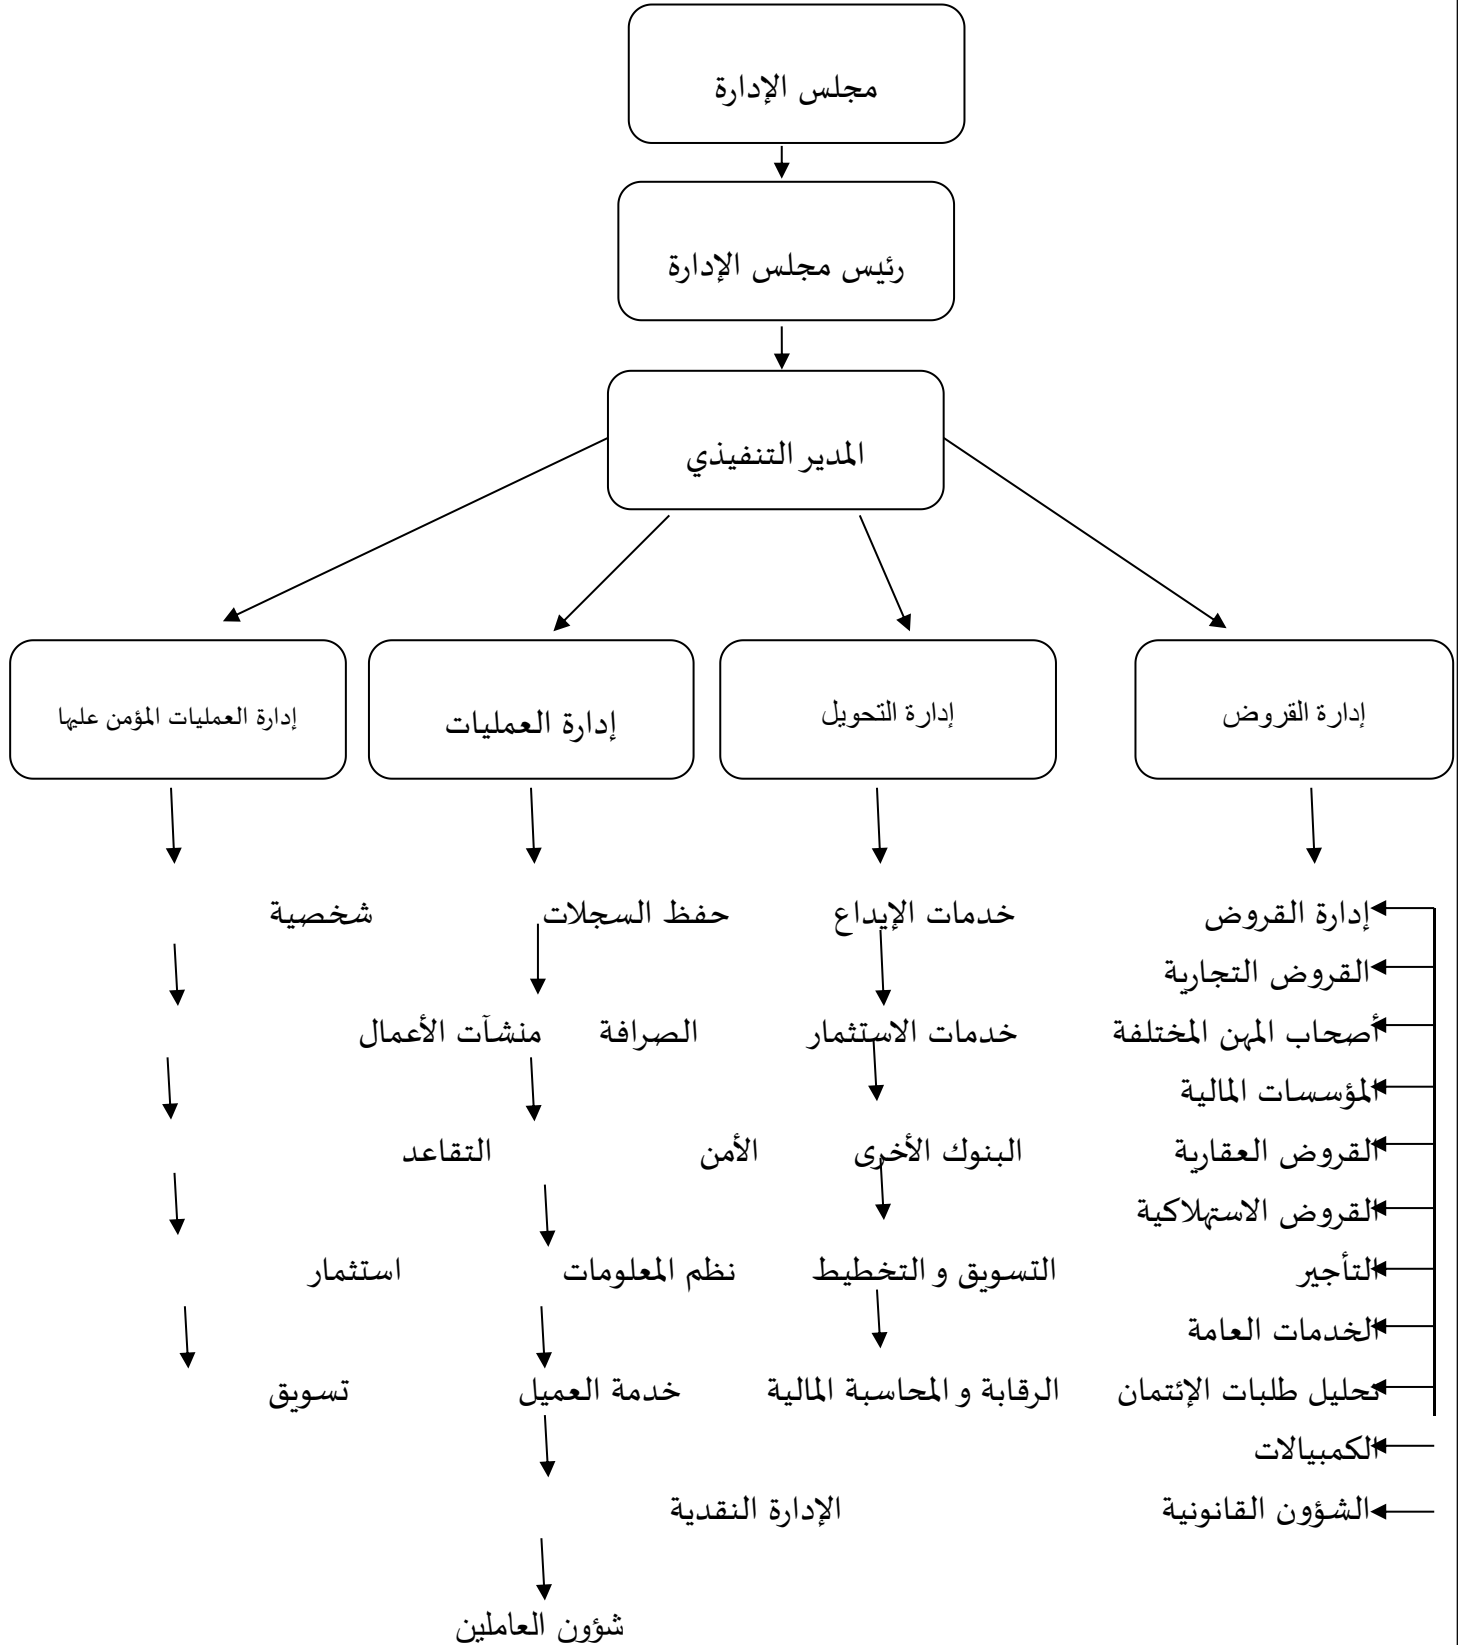 مجلس الإدارة
رئيس مجلس الإدارة
المدير التنفيذي
إدارة القروض
إدارة التحويل
إدارة العمليات
إدارة العمليات المؤمن عليها
إدارة القروض خدمات الإيداع حفظ السجلات شخصية
القروض التجارية
أصحاب المهن المختلفة خدمات الاستثمار الصرافة منشآت الأعمال
المؤسسات المالية
القروض العقارية البنوك الأخرى الأمن التقاعد
القروض الاستهلاكية
التأجير التسويق و التخطيط نظم المعلومات استثمار
الخدمات العامة
تحليل طلبات الإئتمان الرقابة و المحاسبة المالية خدمة العميل تسويق
الكمبيالات
الشؤون القانونية الإدارة النقدية
شؤون العاملين